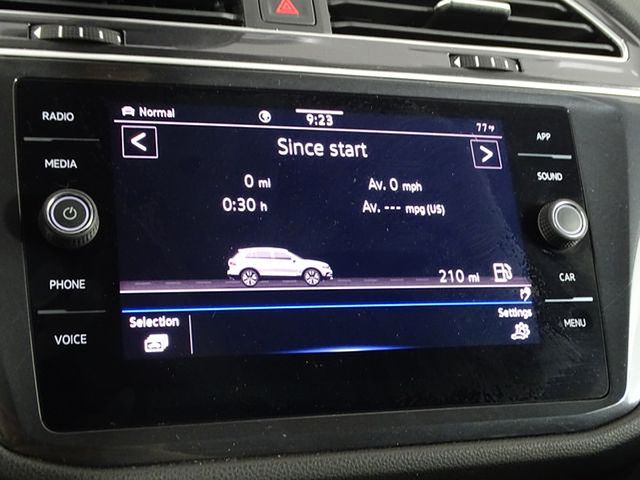 RADIO
MEDIA
PHONE
VOICE
Normal
9:23
77°F
<
Since start
>
0 mi
Av. 0 mph
0:30 h
Av. --- mpg (US)
210 mi
Selection
Settings
APP
SOUND
CAR
MENU